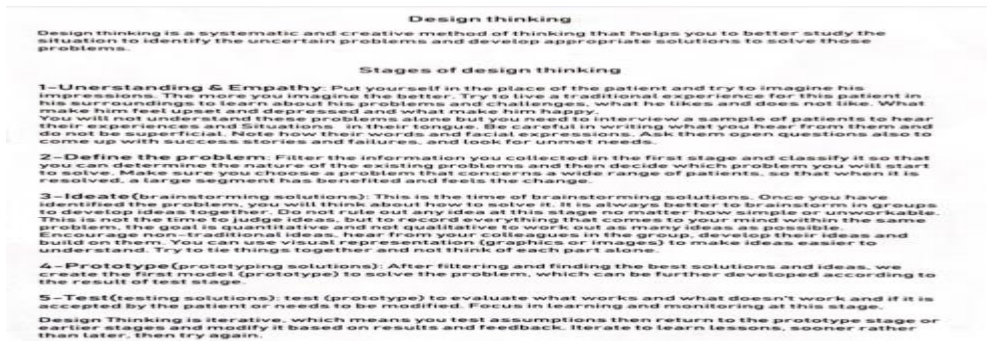 Design thinking
Design thinking is a systematic and creative method of thinking that helps you to better study the
situation to identify the uncertain problems and develop appropriate solutions to solve those
problems.
Stages of design thinking
1-Unerstanding & Empathy: Put yourself in the place of the patient and try to imagine his
impressions. The more you imagine the better. Try to live a traditional experience for this patient in
his surroundings to learn about his problems and challenges, what he likes and does not like. What
make him feel upset and depressed and what make him happy.
You will not understand these problems alone but you need to interview a sample of patients to hear
their experiences and Situations in their tongue. Be careful in writing what you hear from them and
do not be superficial. Note how their words and facial expressions. Ask them open questions also to
come up with success stories and failures, and look for unmet needs.
2-Define the problem: Filter the information you collected in the first stage and classify it so that
you can determine the nature of the existing problems and then decide which problem you will start
to solve. Make sure you choose a problem that concerns a wide range of patients, so that when it is
resolved, a large segment has benefited and feels the change.
3-Ideate(brainstorming solutions): This is the time of brainstorming solutions. Once you have
identified the problem, you will think about how to solve it. It is always better to brainstorm in groups
to develop ideas together. Do not rule out any idea at this stage no matter how simple or unworkable.
This is not the time to judge ideas, but to record everything that comes to your mind within the same
problem, the goal is quantitative and not qualitative to work out as many ideas as possible.
Encourage non-traditional ideas, hear from your colleagues in the group, develop their ideas and
build on them. You can use visual representation (graphics or images) to make ideas easier to
understand. Try to tie things together and not think of each part alone.
4-Prototype(prototyping solutions): After filtering and finding the best solutions and ideas, we
create the first model (prototype) to solve the problem, which can be further developed according to
the result of test stage.
5-Test(testing solutions): test (prototype) to evaluate what works and what doesn't work and if it is
accepted by the patient or needs to be modified. Focus in learning and monitoring at this stage.
Design Thinking is iterative, which means you test assumptions then return to the prototype stage or
earlier stages and modify it based on results and feedback. Iterate to learn lessons, sooner rather
than later, then try again.